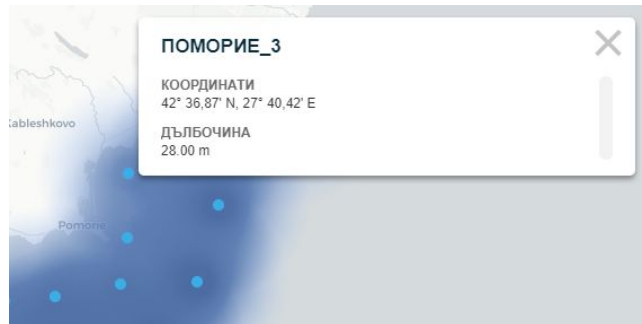 ПОМОРИЕ_3
КООРДИНАТИ
42° 36,87' N, 27° 40,42' E
ДЪЛБОЧИНА
28.00 m
Kableshkovo
Pomorie